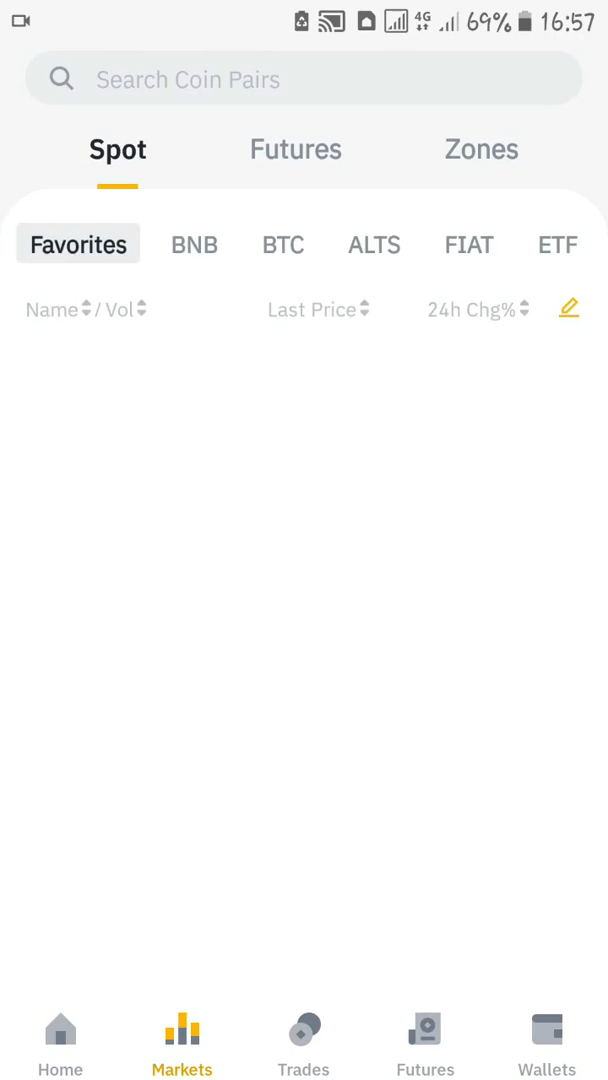 4G 69% 16:57
Search Coin Pairs
Spot Futures Zones
Favorites BNB BTC ALTS FIAT ETF
Name / Vol Last Price 24h Chg%
Home Markets Trades Futures Wallets